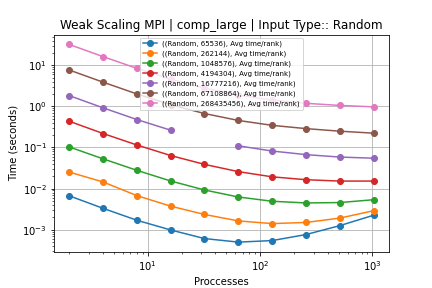 Weak Scaling MPI | comp_large | Input Type:: Random
((Random, 65536), Avg time/rank)
((Random, 262144), Avg time/rank)
((Random, 1048576), Avg time/rank)
((Random, 4194304), Avg time/rank)
((Random, 16777216), Avg time/rank)
((Random, 67108864), Avg time/rank)
((Random, 268435456), Avg time/rank)
Time (seconds)
10¹
10⁰
10⁻¹
10⁻²
10⁻³
10¹
10²
10³
Proccesses